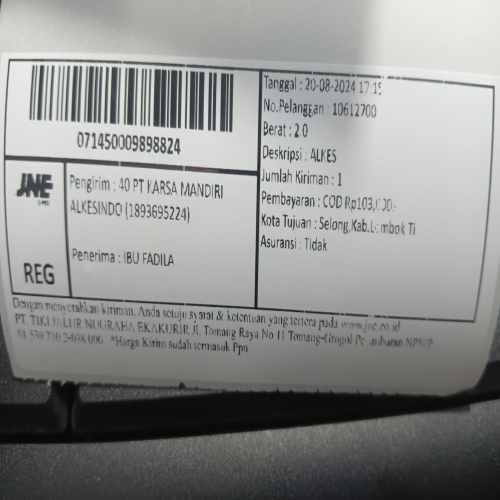 071450009898824
JNE
REG
Pengirim : 40 PT KARSA MANDIRI
ALKESINDO (1893695224)
Penerima : IBU FADILA
Tanggal : 20-08-2024 17:15
No.Pelanggan : 10612700
Berat : 2.0
Deskripsi : ALKES
Jumlah Kiriman : 1
Pembayaran : COD
Kota Tujuan : Selong,Kab.Lombok Ti
Asuransi : Tidak
Dengan menyerahkan kiriman, Anda setuju syarat & ketentuan yang tertera pada www.jne.co.id
PT. TIKI JALUR NUGRAHA EKAKURIR Jl. Tomang Raya No 11 Tomang-Grogol NPWP
*Harga Kirim sudah termasuk Ppn